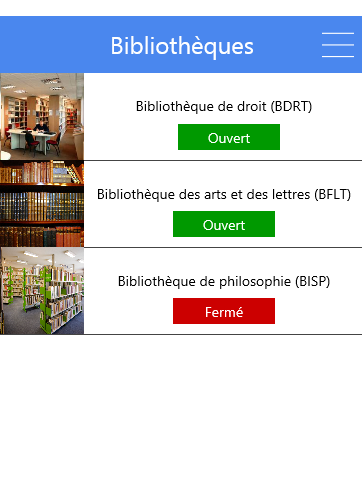 Bibliothèques
Bibliothèque de droit (BDRT)
Ouvert
Bibliothèque des arts et des lettres (BFLT)
Ouvert
Bibliothèque de philosophie (BISP)
Fermé